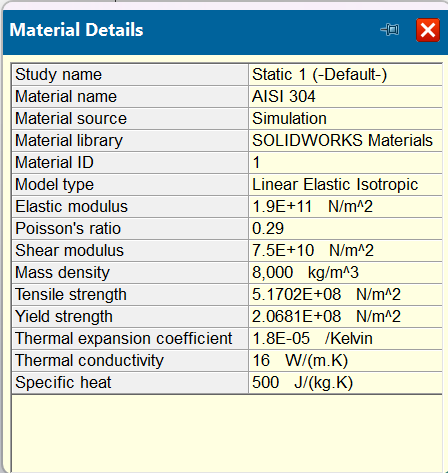 Material Details
Study name Static 1 (-Default-)
Material name AISI 304
Material source Simulation
Material library SOLIDWORKS Materials
Material ID 1
Model type Linear Elastic Isotropic
Elastic modulus 1.9E+11 N/m^2
Poisson's ratio 0.29
Shear modulus 7.5E+10 N/m^2
Mass density 8,000 kg/m^3
Tensile strength 5.1702E+08 N/m^2
Yield strength 2.0681E+08 N/m^2
Thermal expansion coefficient 1.8E-05 /Kelvin
Thermal conductivity 16 W/(m.K)
Specific heat 500 J/(kg.K)